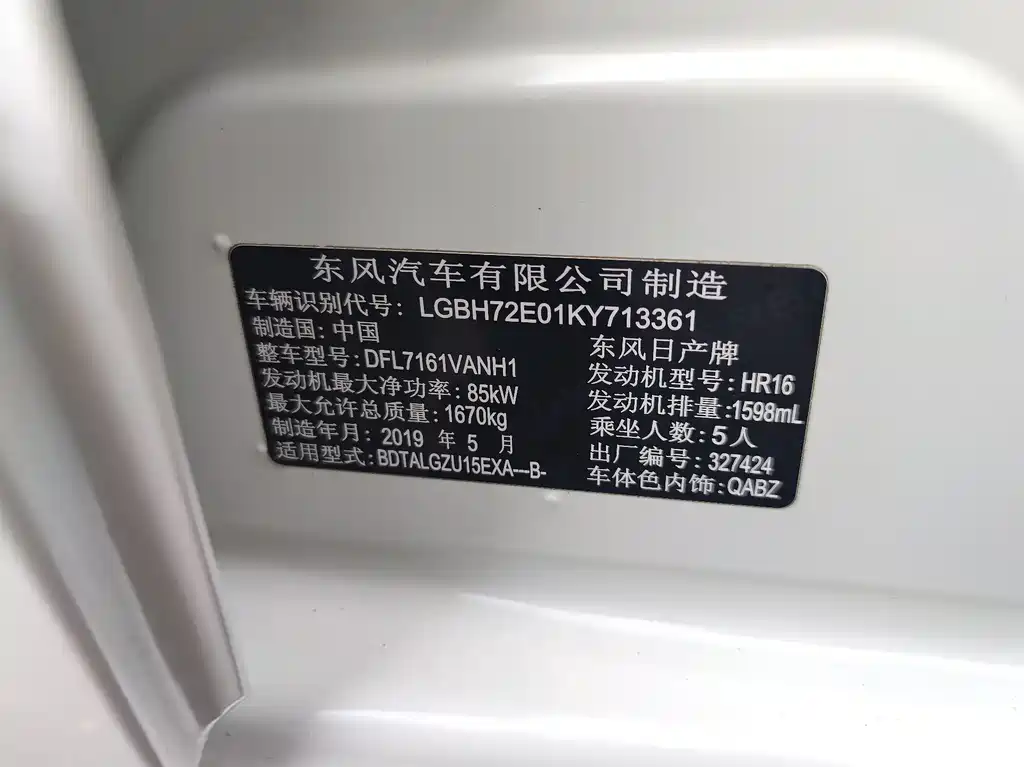 东风汽车有限公司制造
车辆识别代号: LGBH72E01KY713361
制造国: 中国
东风日产牌
整车型号: DFL7161VANH1
发动机型号: HR16
发动机最大净功率: 85kW
发动机排量: 1598mL
最大允许总质量: 1670kg
乘坐人数: 5人
制造年月: 2019 年 5 月
出厂编号: 327424
适用型式: BDTALGZU15EXA---B-
车体色内饰: QABZ